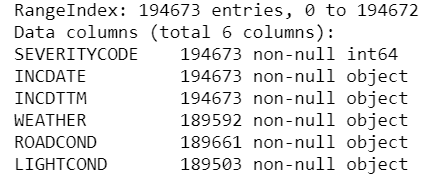 RangeIndex: 194673 entries, 0 to 194672
Data columns (total 6 columns):
SEVERITYCODE    194673 non-null int64
INCDATE         194673 non-null object
INCDTTM         194673 non-null object
WEATHER         189592 non-null object
ROADCOND        189661 non-null object
LIGHTCOND       189503 non-null object